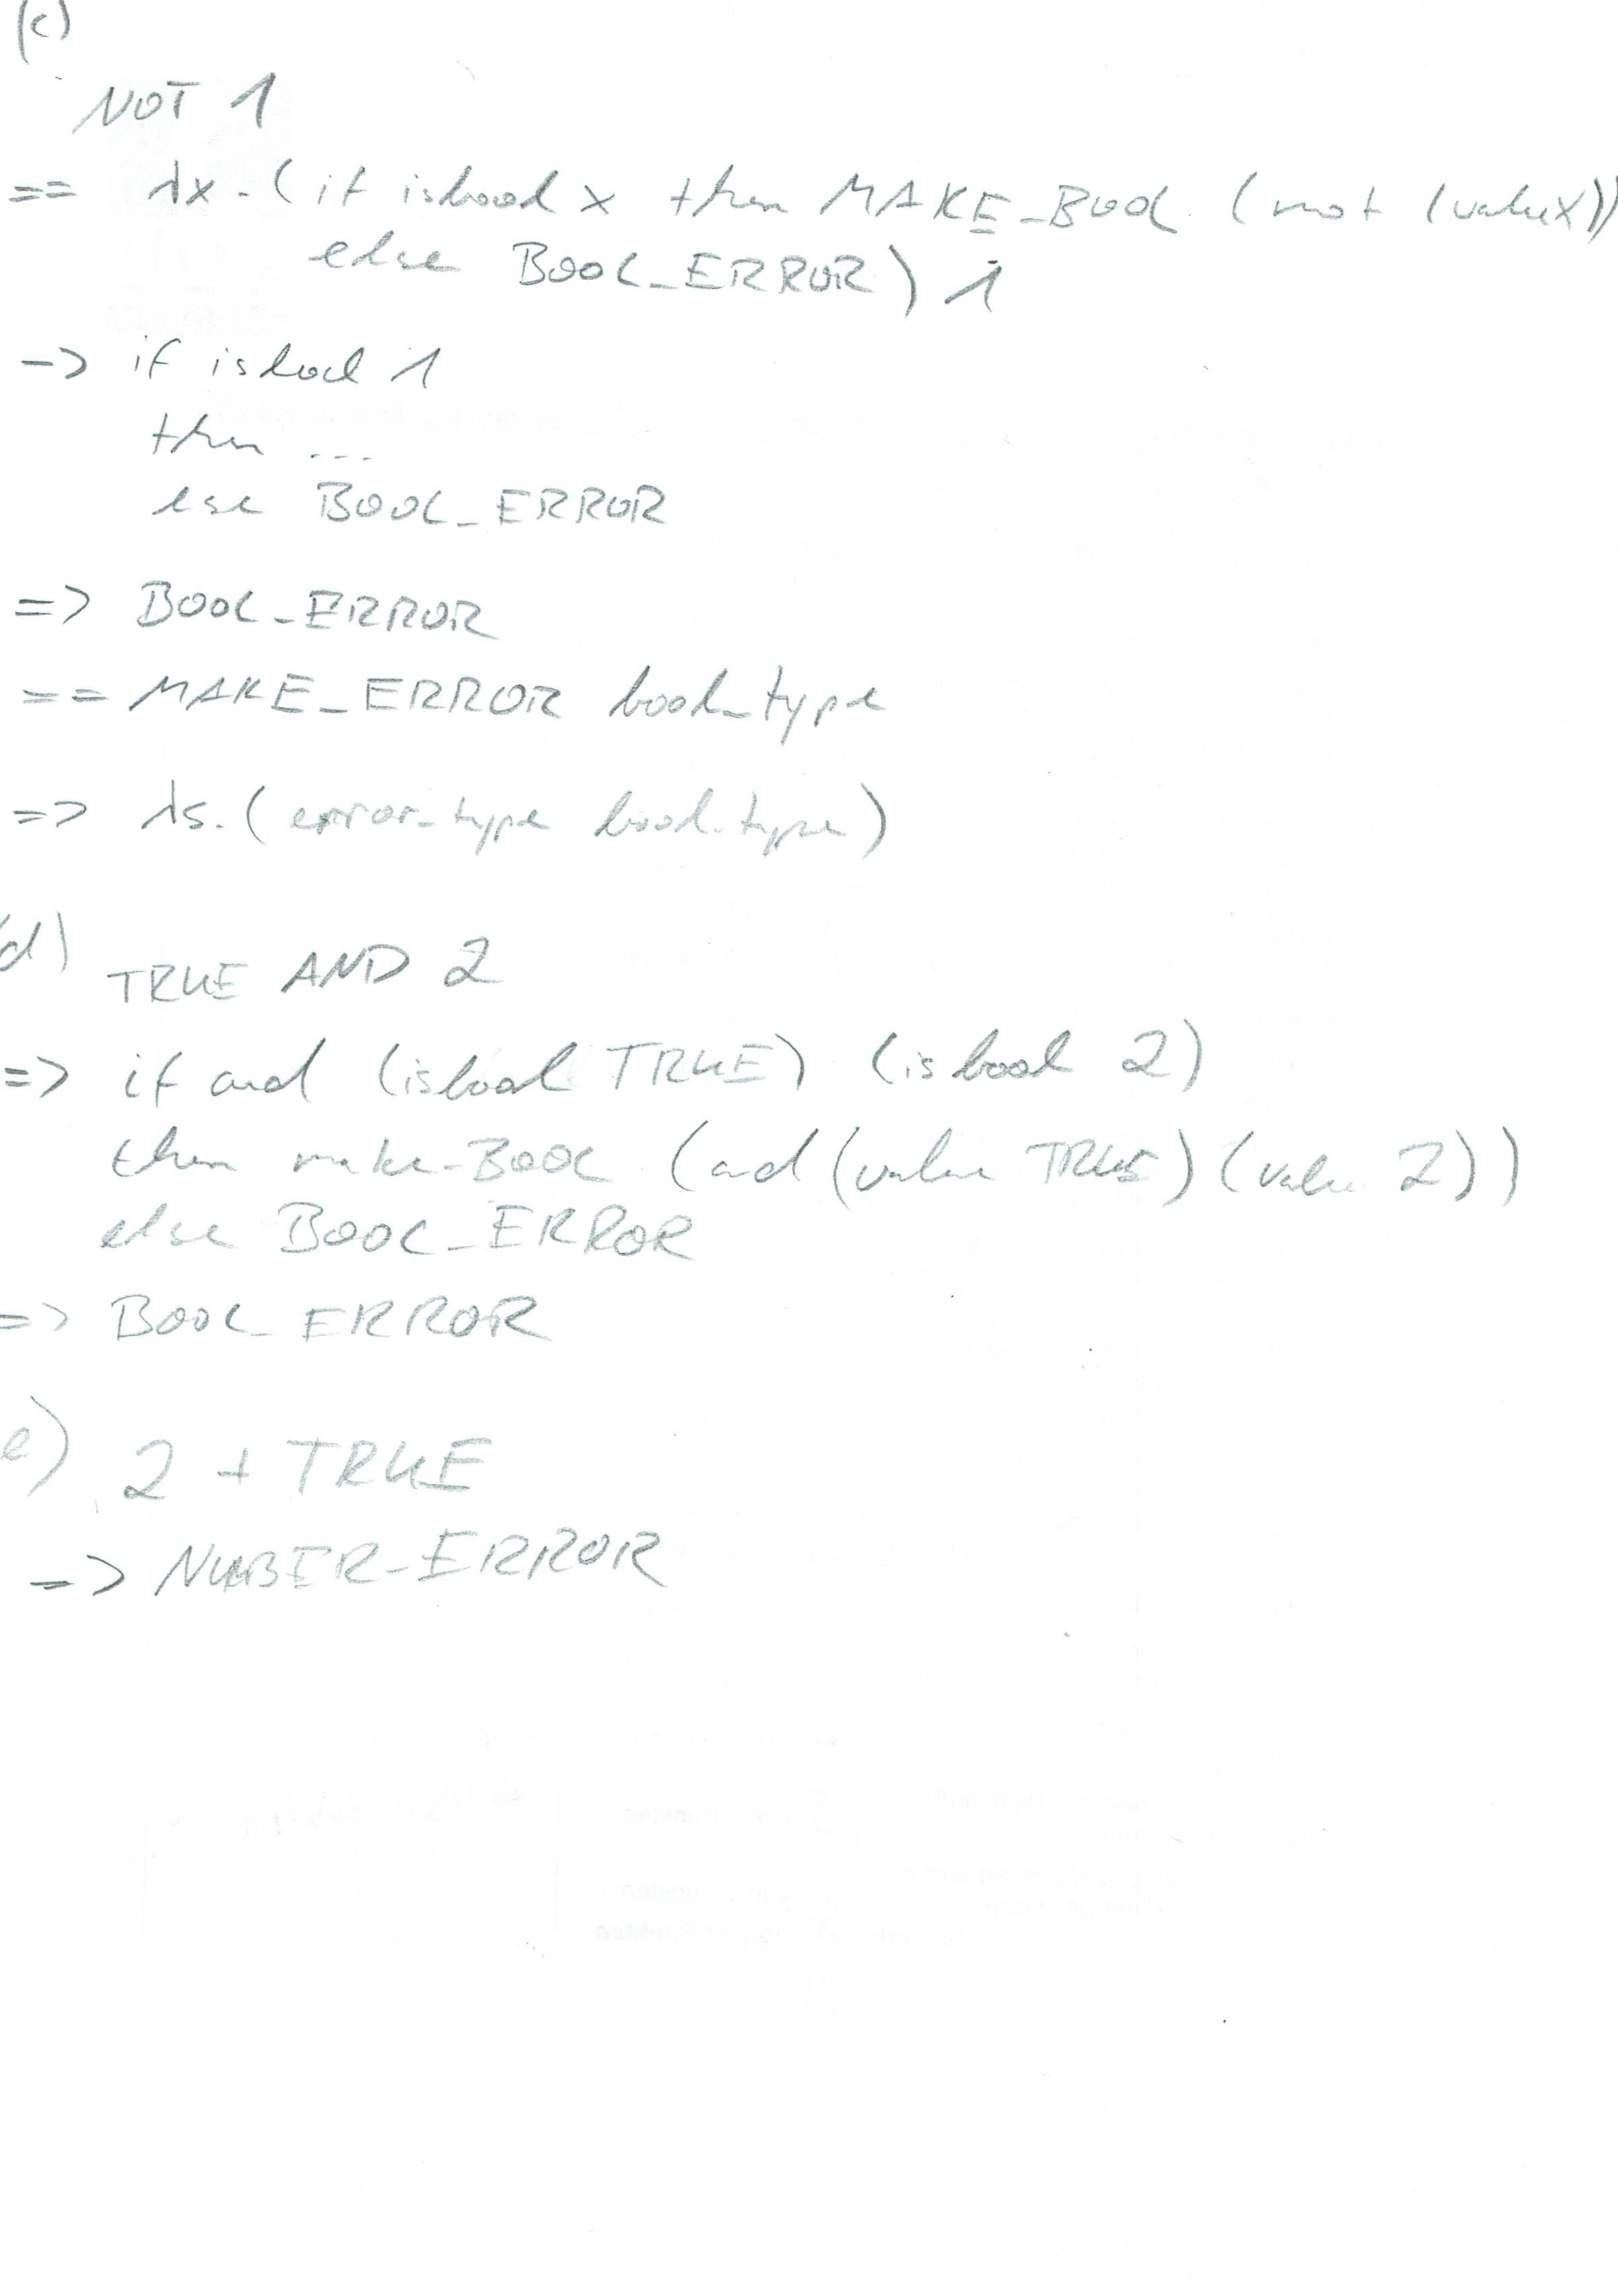 (c)
NOT 1
== λx.(if isbool x then MAKE_BOOL (not (value x))
else BOOL_ERROR) 1
-> if isbool 1
then ...
else BOOL_ERROR
=> BOOL_ERROR
== MAKE_ERROR bool_type
=> λs.(error_type bool_type)
d)
TRUE AND 2
=> if and (isbool TRUE) (isbool 2)
then make_BOOL (and (value TRUE) (value 2))
else BOOL_ERROR
=> BOOL_ERROR
e) 2 + TRUE
=> NUMBER_ERROR